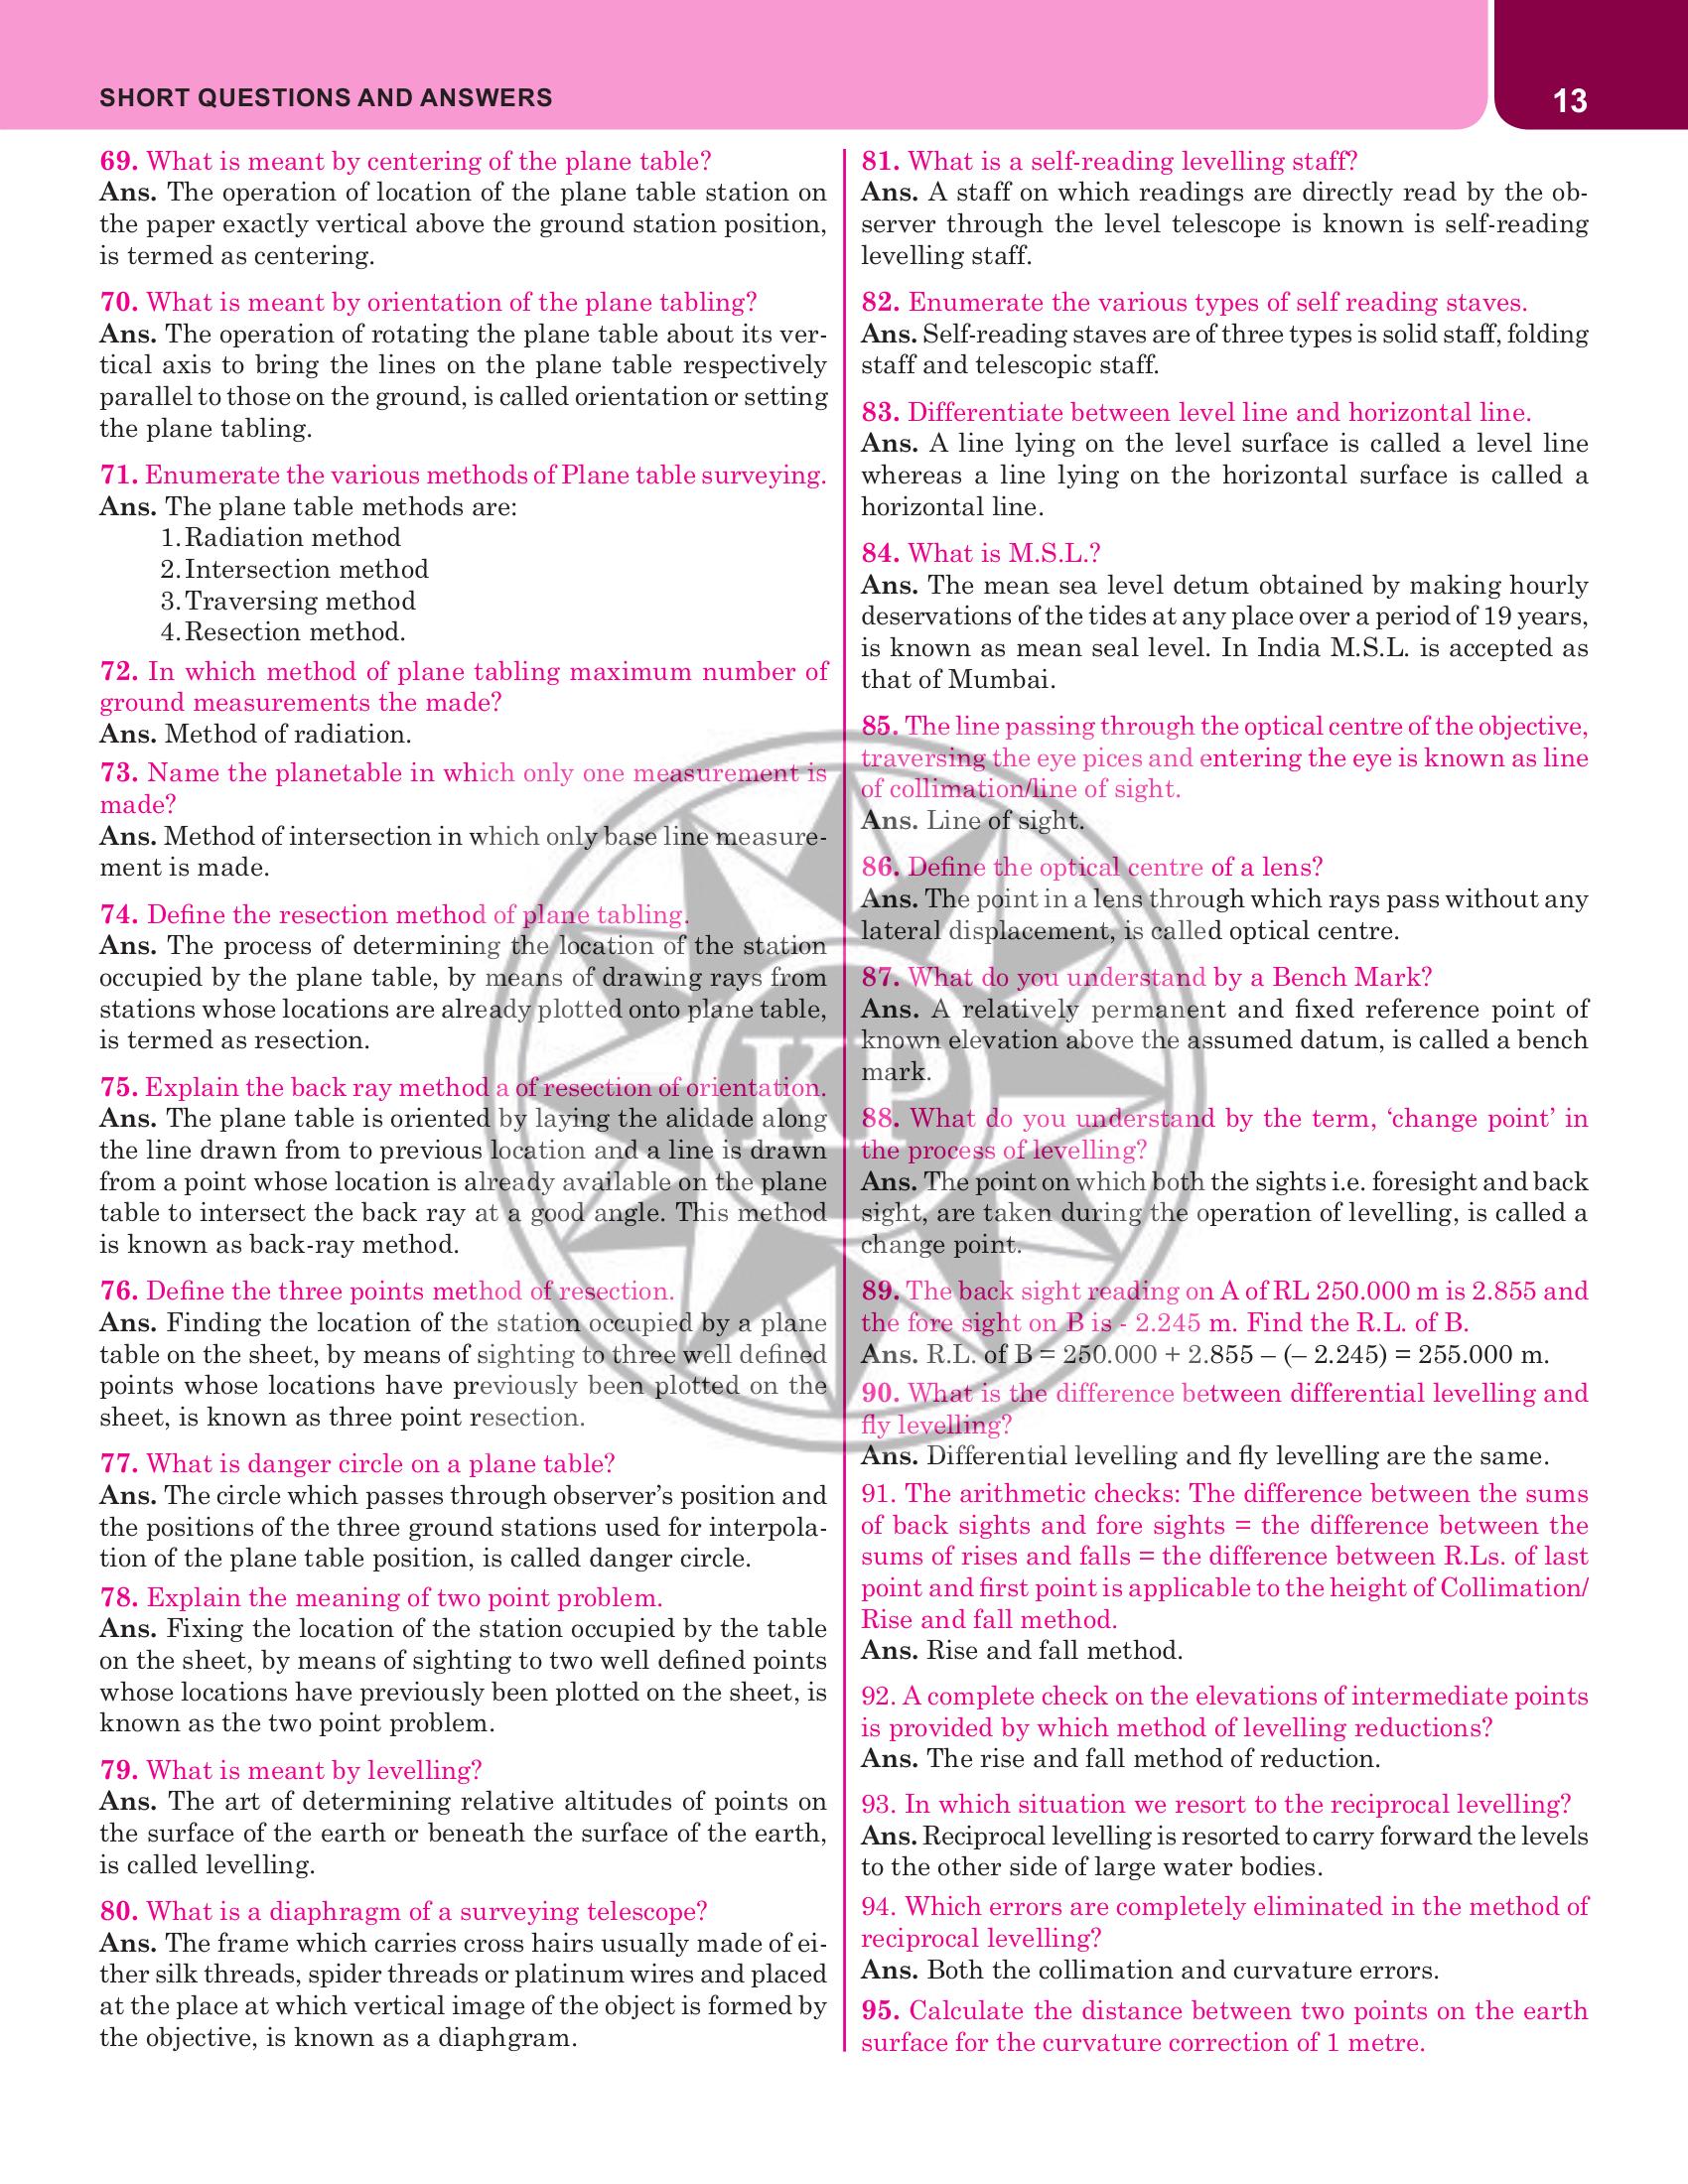 SHORT QUESTIONS AND ANSWERS
13
69. What is meant by centering of the plane table?
Ans. The operation of location of the plane table station on
the paper exactly vertical above the ground station position,
is termed as centering.
70. What is meant by orientation of the plane tabling?
Ans. The operation of rotating the plane table about its ver-
tical axis to bring the lines on the plane table respectively
parallel to those on the ground, is called orientation or setting
the plane tabling.
71. Enumerate the various methods of Plane table surveying.
Ans. The plane table methods are:
1. Radiation method
2. Intersection method
3. Traversing method
4. Resection method.
72. In which method of plane tabling maximum number of
ground measurements the made?
Ans. Method of radiation.
73. Name the planetable in which only one measurement is
made?
Ans. Method of intersection in which only base line measure-
ment is made.
74. Define the resection method of plane tabling.
Ans. The process of determining the location of the station
occupied by the plane table, by means of drawing rays from
stations whose locations are already plotted onto plane table,
is termed as resection.
75. Explain the back ray method a of resection of orientation.
Ans. The plane table is oriented by laying the alidade along
the line drawn from to previous location and a line is drawn
from a point whose location is already available on the plane
table to intersect the back ray at a good angle. This method
is known as back-ray method.
76. Define the three points method of resection.
Ans. Finding the location of the station occupied by a plane
table on the sheet, by means of sighting to three well defined
points whose locations have previously been plotted on the
sheet, is known as three point resection.
77. What is danger circle on a plane table?
Ans. The circle which passes through observer's position and
the positions of the three ground stations used for interpola-
tion of the plane table position, is called danger circle.
78. Explain the meaning of two point problem.
Ans. Fixing the location of the station occupied by the table
on the sheet, by means of sighting to two well defined points
whose locations have previously been plotted on the sheet, is
known as the two point problem.
79. What is meant by levelling?
Ans. The art of determining relative altitudes of points on
the surface of the earth or beneath the surface of the earth,
is called levelling.
80. What is a diaphragm of a surveying telescope?
Ans. The frame which carries cross hairs usually made of ei-
ther silk threads, spider threads or platinum wires and placed
at the place at which vertical image of the object is formed by
the objective, is known as a diaphgram.
81. What is a self-reading levelling staff?
Ans. A staff on which readings are directly read by the ob-
server through the level telescope is known is self-reading
levelling staff.
82. Enumerate the various types of self reading staves.
Ans. Self-reading staves are of three types is solid staff, folding
staff and telescopic staff.
83. Differentiate between level line and horizontal line.
Ans. A line lying on the level surface is called a level line
whereas a line lying on the horizontal surface is called a
horizontal line.
84. What is M.S.L.?
Ans. The mean sea level detum obtained by making hourly
deservations of the tides at any place over a period of 19 years,
is known as mean seal level. In India M.S.L. is accepted as
that of Mumbai.
85. The line passing through the optical centre of the objective,
traversing the eye pices and entering the eye is known as line
of collimation/line of sight.
Ans. Line of sight.
86. Define the optical centre of a lens?
Ans. The point in a lens through which rays pass without any
lateral displacement, is called optical centre.
87. What do you understand by a Bench Mark?
Ans. A relatively permanent and fixed reference point of
known elevation above the assumed datum, is called a bench
mark.
88. What do you understand by the term, 'change point' in
the process of levelling?
Ans. The point on which both the sights i.e. foresight and back
sight, are taken during the operation of levelling, is called a
change point.
89. The back sight reading on A of RL 250.000 m is 2.855 and
the fore sight on B is - 2.245 m. Find the R.L. of B.
Ans. R.L. of B = 250.000 + 2.855 – (– 2.245) = 255.000 m.
90. What is the difference between differential levelling and
fly levelling?
Ans. Differential levelling and fly levelling are the same.
91. The arithmetic checks: The difference between the sums
of back sights and fore sights = the difference between the
sums of rises and falls = the difference between R.Ls. of last
point and first point is applicable to the height of Collimation/
Rise and fall method.
Ans. Rise and fall method.
92. A complete check on the elevations of intermediate points
is provided by which method of levelling reductions?
Ans. The rise and fall method of reduction.
93. In which situation we resort to the reciprocal levelling?
Ans. Reciprocal levelling is resorted to carry forward the levels
to the other side of large water bodies.
94. Which errors are completely eliminated in the method of
reciprocal levelling?
Ans. Both the collimation and curvature errors.
95. Calculate the distance between two points on the earth
surface for the curvature correction of 1 metre.
KP